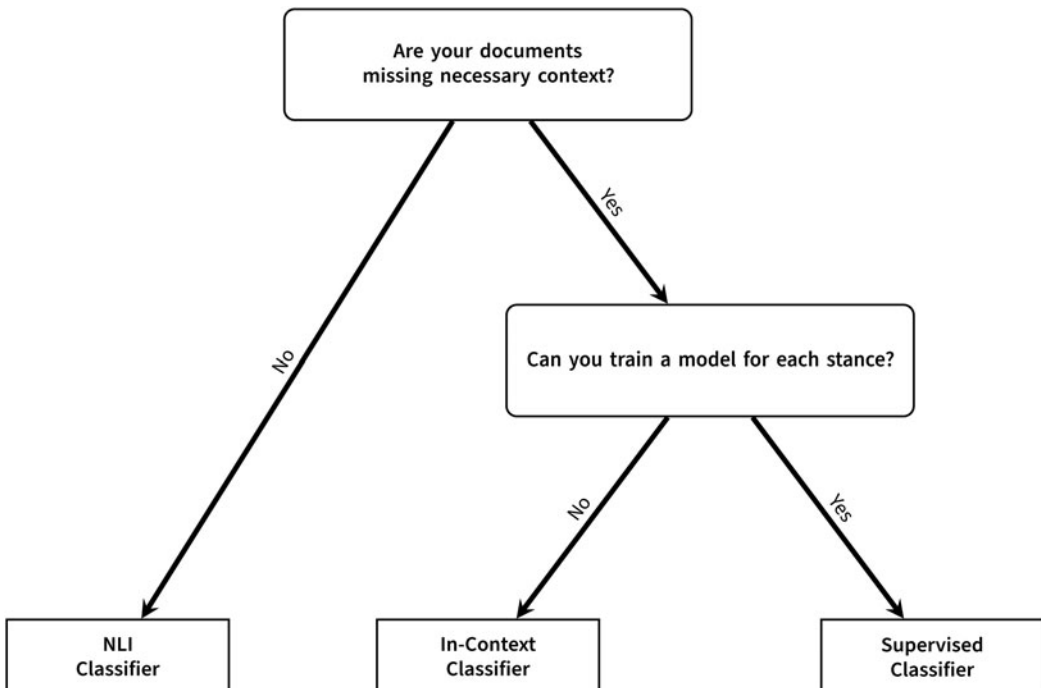 Are your documents
missing necessary context?
Yes
No
Can you train a model for each stance?
No
Yes
NLI
Classifier
In-Context
Classifier
Supervised
Classifier